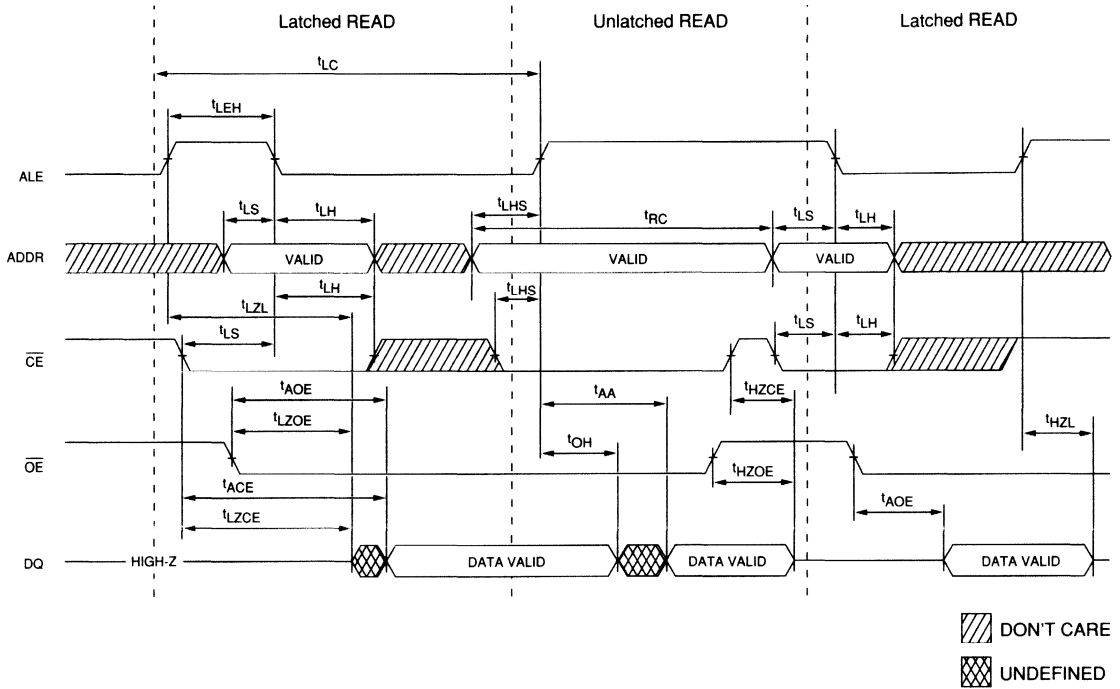 Latched READ Unlatched READ Latched READ
tLC
tLEH
ALE
tLS tLH tLHS tRC tLS tLH
ADDR VALID VALID VALID
tLZL tLH tLHS
tLS tLS tLH
CE
tAOE tAA tHZCE
tLZOE tOH tHZL
OE
tACE tHZOE
tLZCE tAOE
DQ HIGH-Z DATA VALID DATA VALID DATA VALID
DON'T CARE
UNDEFINED